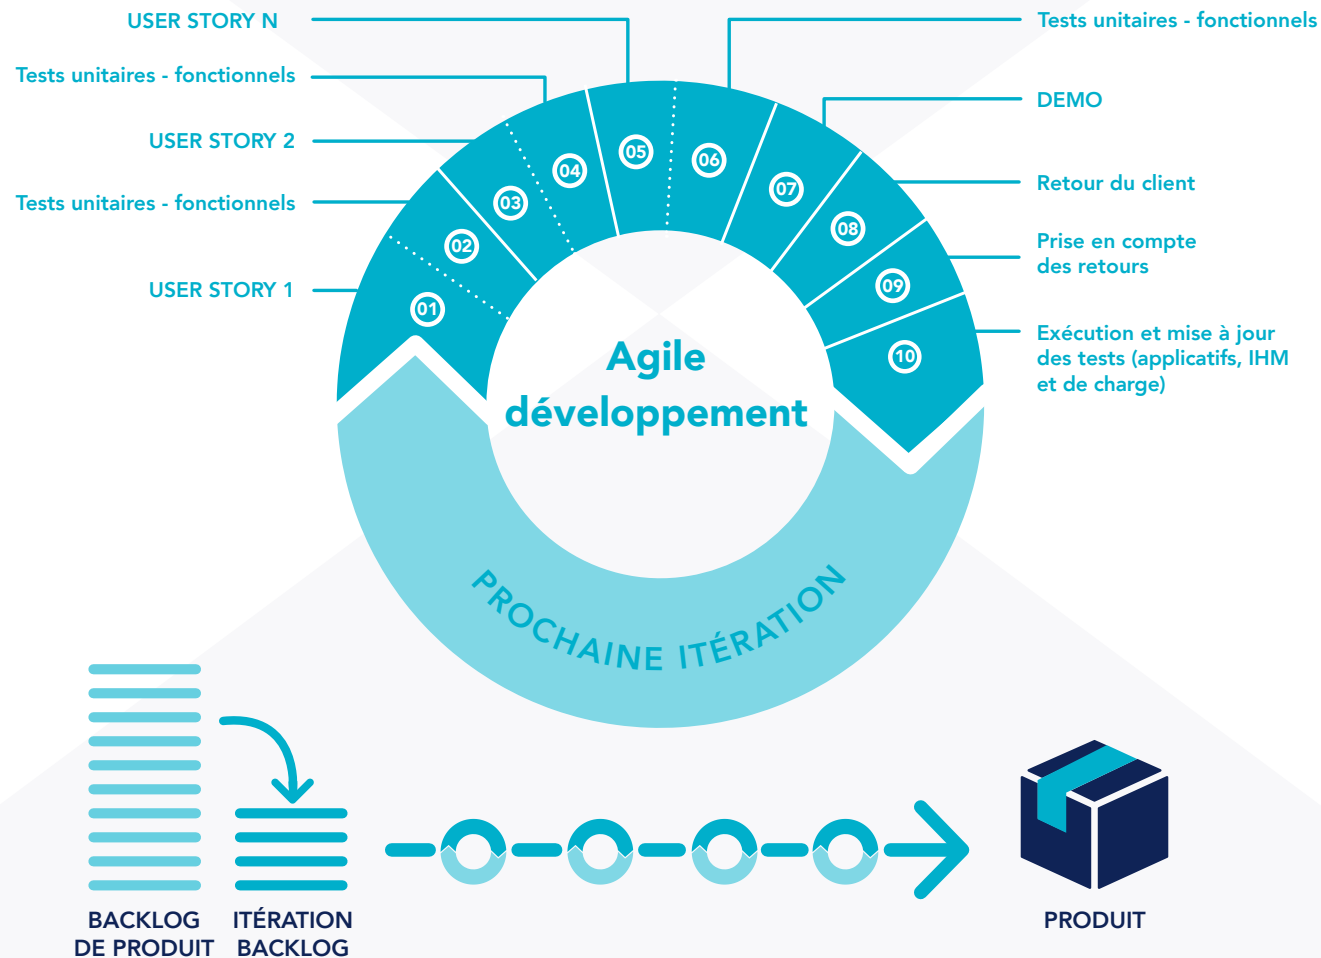 USER STORY N
Tests unitaires - fonctionnels
USER STORY 2
Tests unitaires - fonctionnels
USER STORY 1
Tests unitaires - fonctionnels
DEMO
Retour du client
Prise en compte
des retours
Exécution et mise à jour
des tests (applicatifs, IHM
et de charge)
01
02
03
04
05
06
07
08
09
10
Agile
développement
PROCHAINE ITÉRATION
BACKLOG
DE PRODUIT
ITÉRATION
BACKLOG
PRODUIT